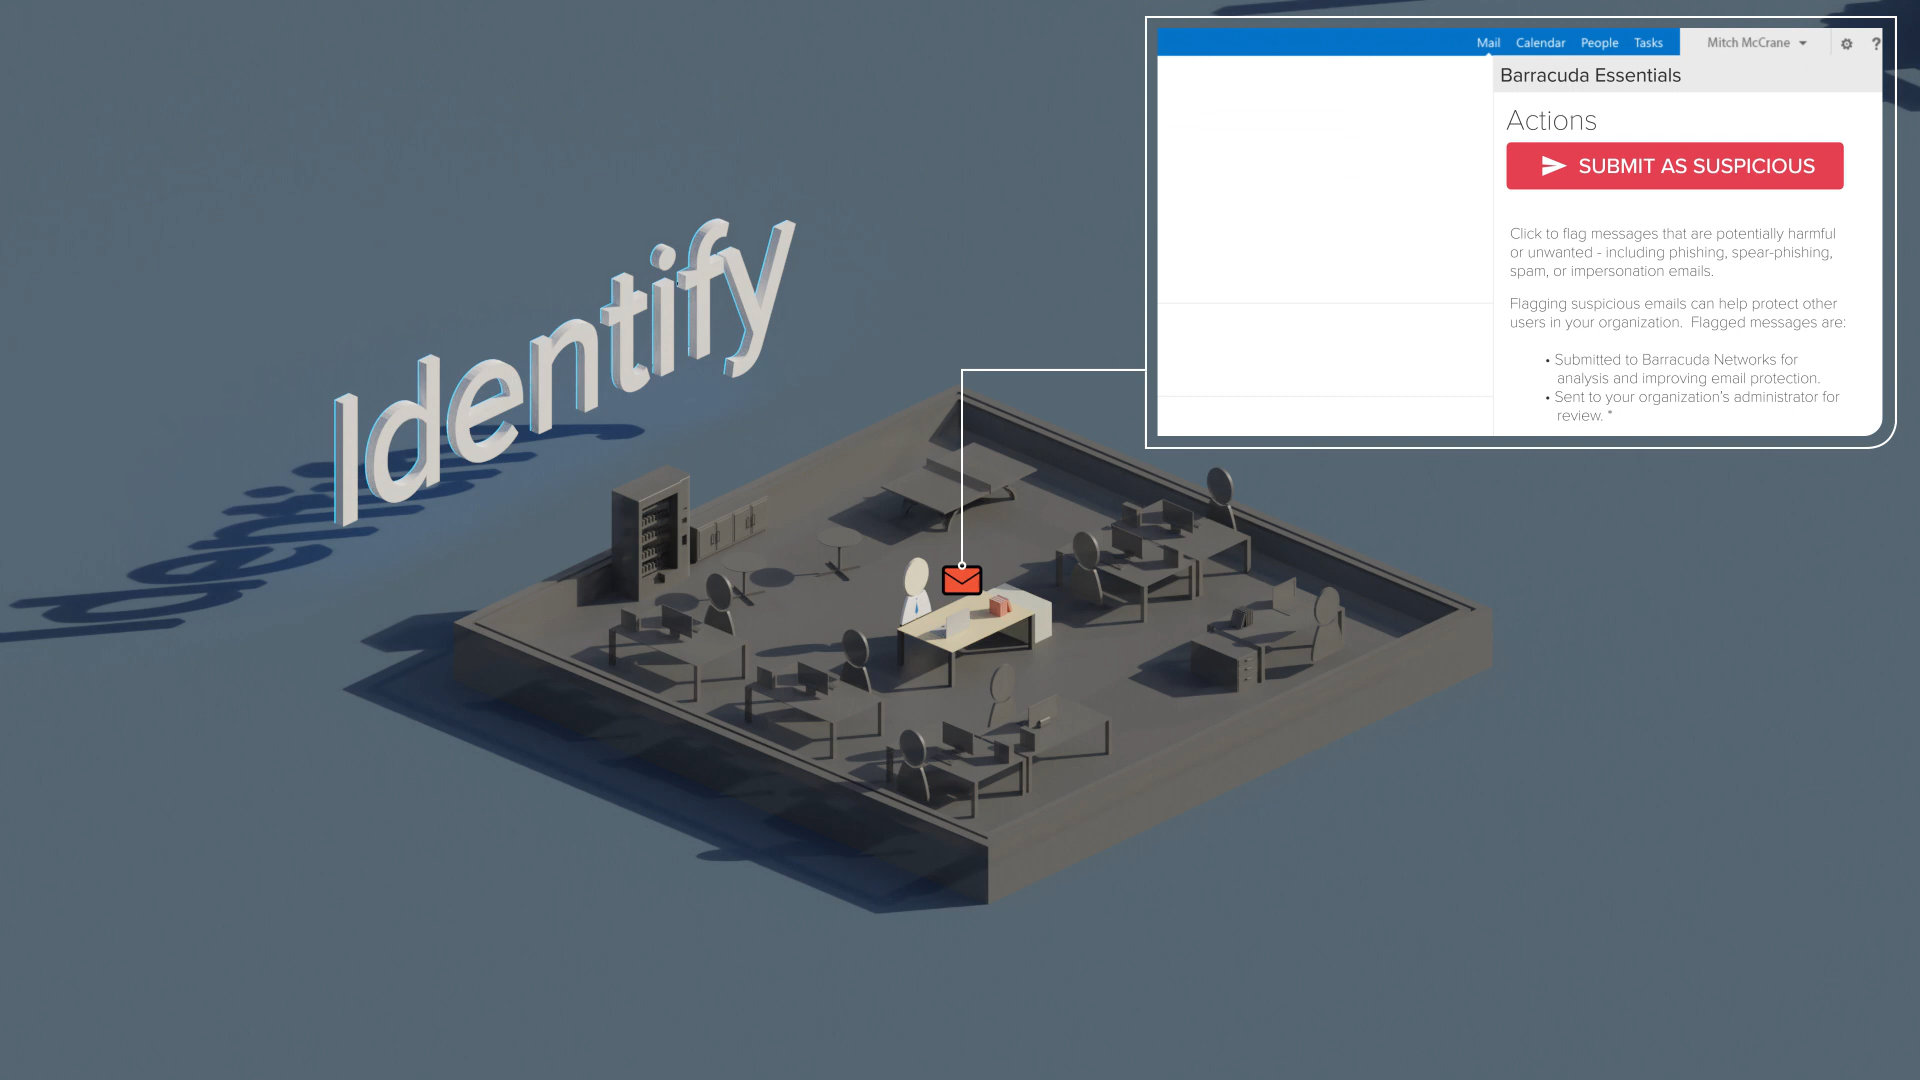 Mail Calendar People Tasks Mitch McCrane ?
Barracuda Essentials
Actions
SUBMIT AS SUSPICIOUS
Click to flag messages that are potentially harmful
or unwanted - including phishing, spear-phishing,
spam, or impersonation emails.
Flagging suspicious emails can help protect other
users in your organization. Flagged messages are:
• Submitted to Barracuda Networks for
analysis and improving email protection.
• Sent to your organization's administrator for
review. *
Identify